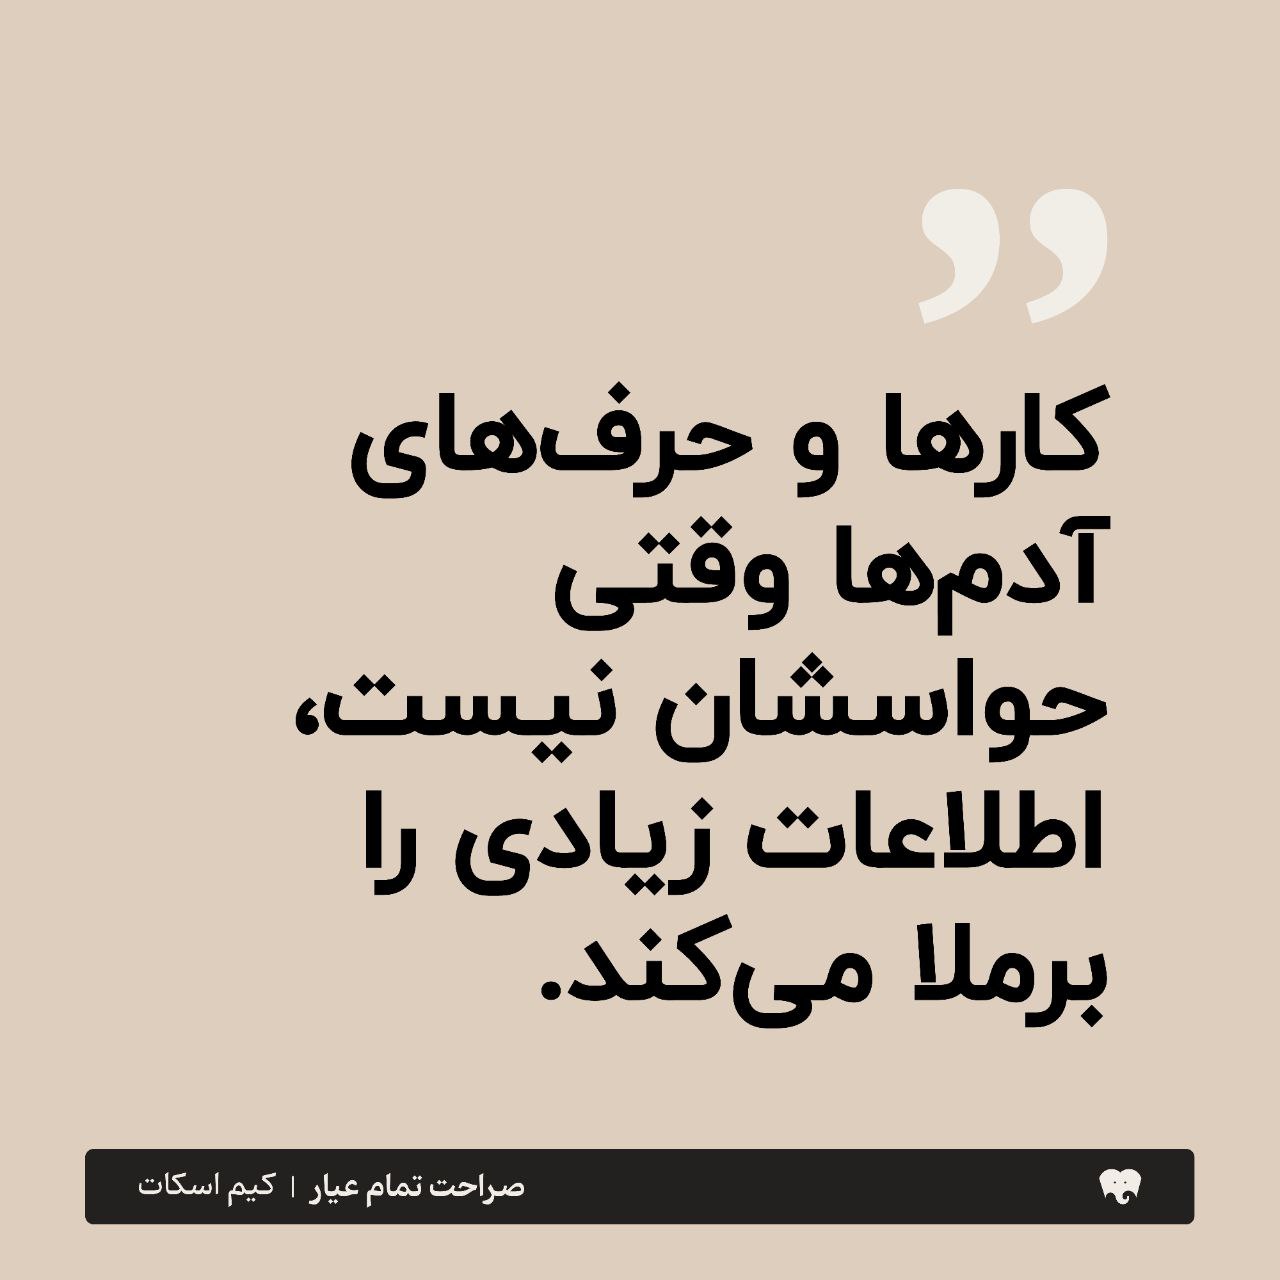 ”
کارها و حرف‌های
آدم‌ها وقتی
حواسشان نیست،
اطلاعات زیادی را
برملا می‌کند.
صراحت تمام عیار | کیم اسکات